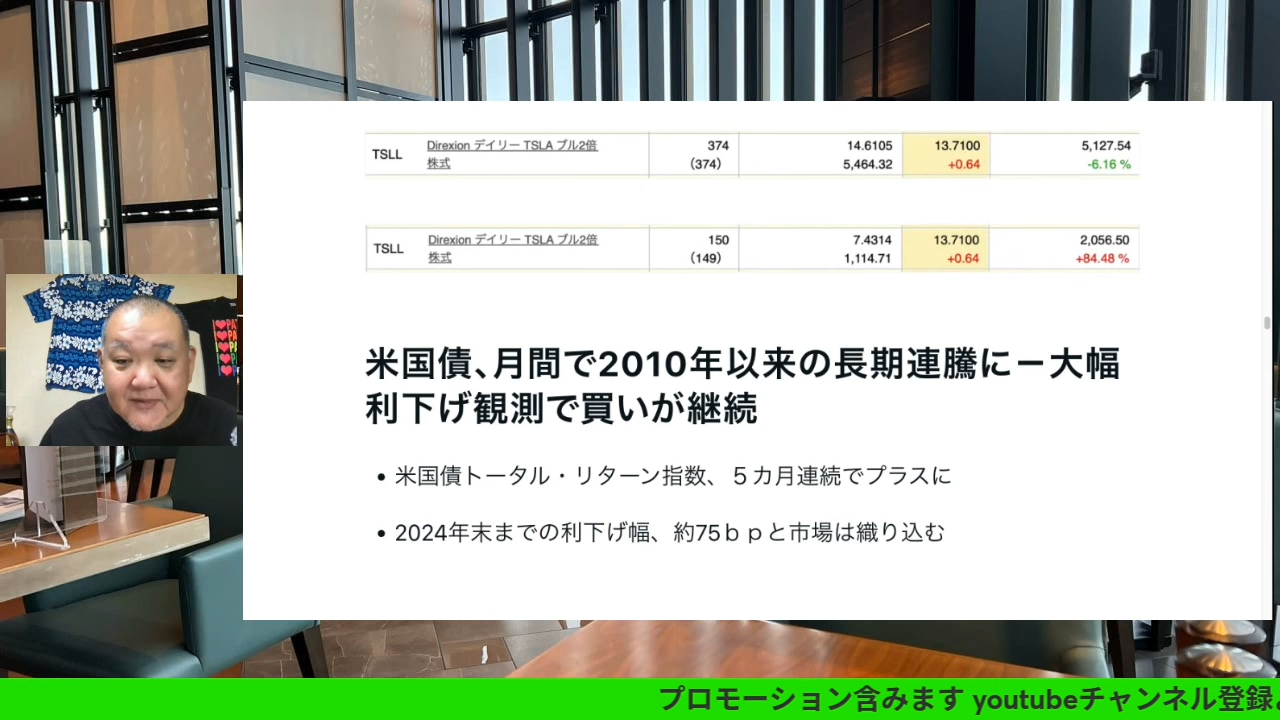 TSLL
Direxion デイリー TSLA ブル2倍
株式
374
(374)
14.6105
5,464.32
13.7100
+0.64
5,127.54
-6.16 %
TSLL
Direxion デイリー TSLA ブル2倍
株式
150
(149)
7.4314
1,114.71
13.7100
+0.64
2,056.50
+84.48 %
米国債、月間で2010年以来の長期連騰に－大幅
利下げ観測で買いが継続
• 米国債トータル・リターン指数、５カ月連続でプラスに
• 2024年末までの利下げ幅、約75ｂｐと市場は織り込む
プロモーション含みます youtubeチャンネル登録